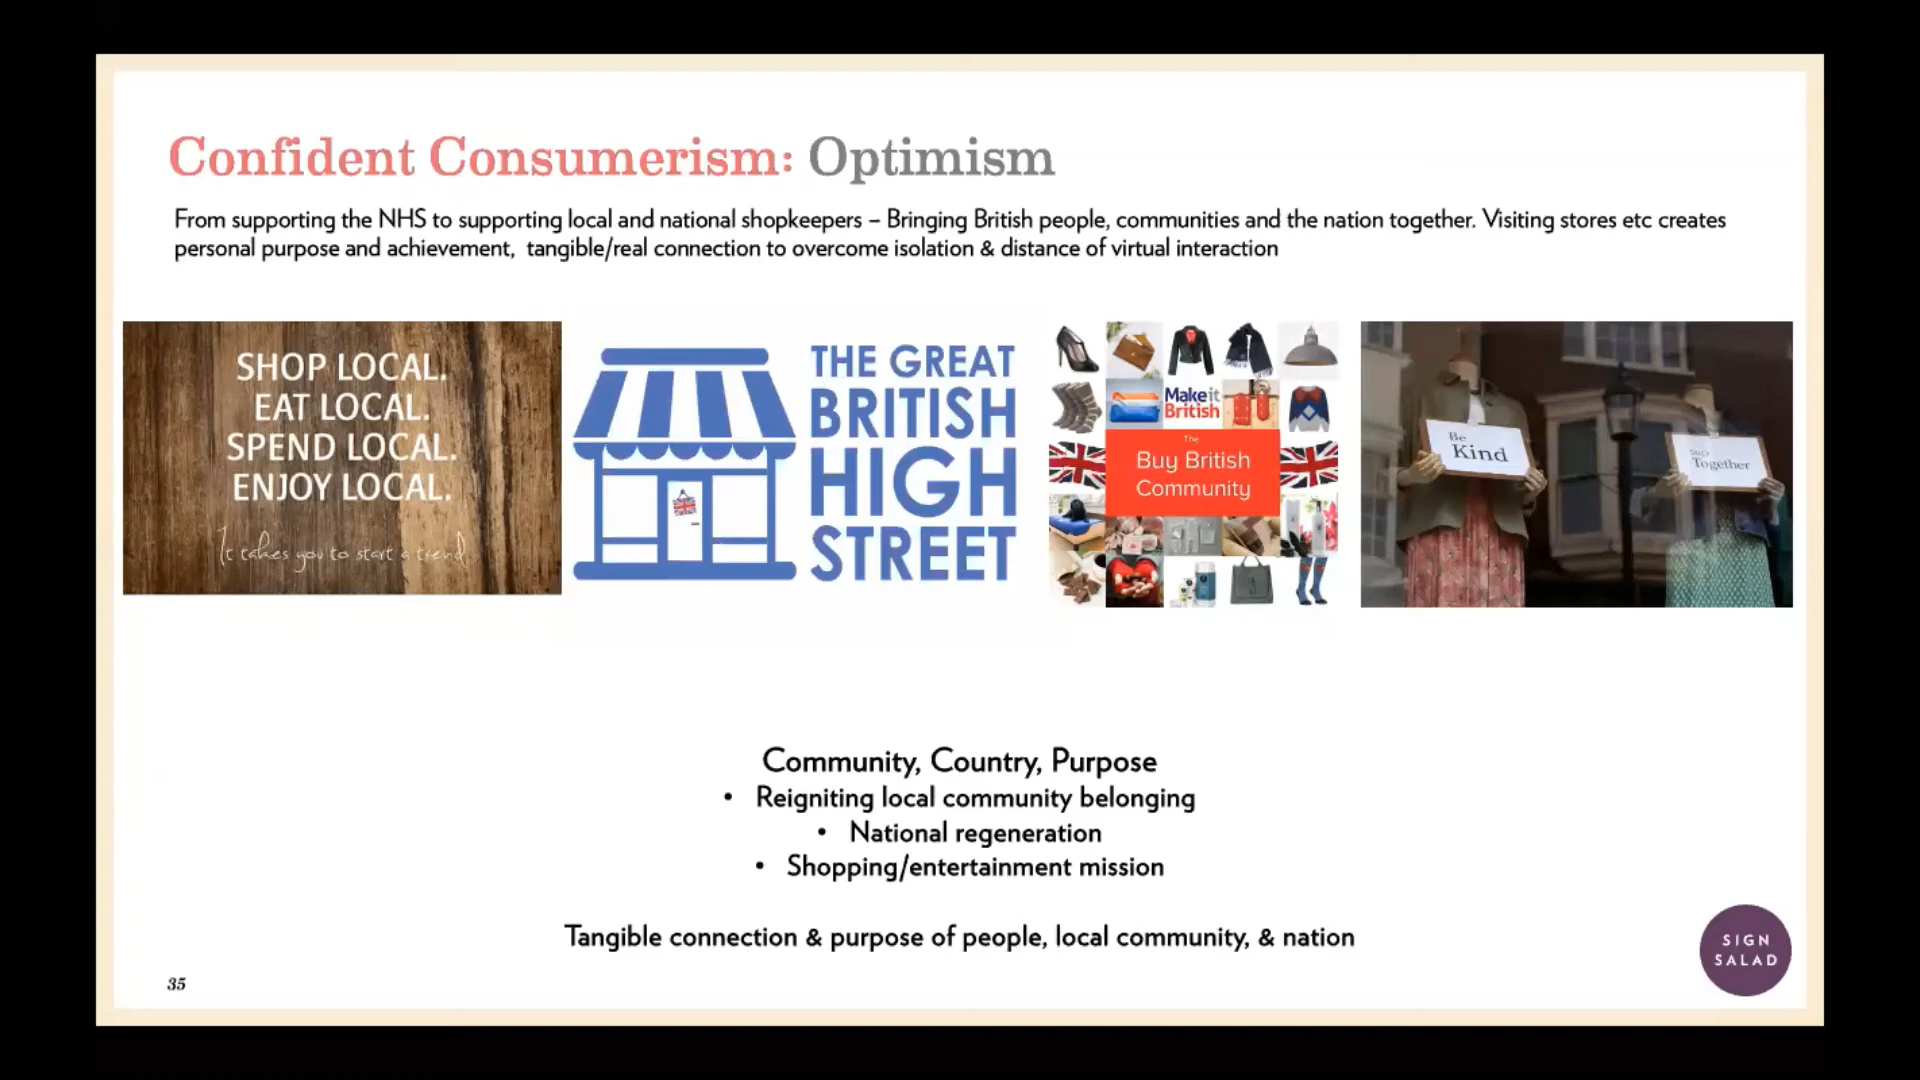 Confident Consumerism: Optimism
From supporting the NHS to supporting local and national shopkeepers – Bringing British people, communities and the nation together. Visiting stores etc creates
personal purpose and achievement, tangible/real connection to overcome isolation & distance of virtual interaction
SHOP LOCAL.
EAT LOCAL.
SPEND LOCAL.
ENJOY LOCAL.
It takes you to start a trend
THE GREAT
BRITISH
HIGH
STREET
Make it
British
The
Buy British
Community
Be
Kind
Together
Community, Country, Purpose
• Reigniting local community belonging
• National regeneration
• Shopping/entertainment mission
Tangible connection & purpose of people, local community, & nation
35
SIGN
SALAD